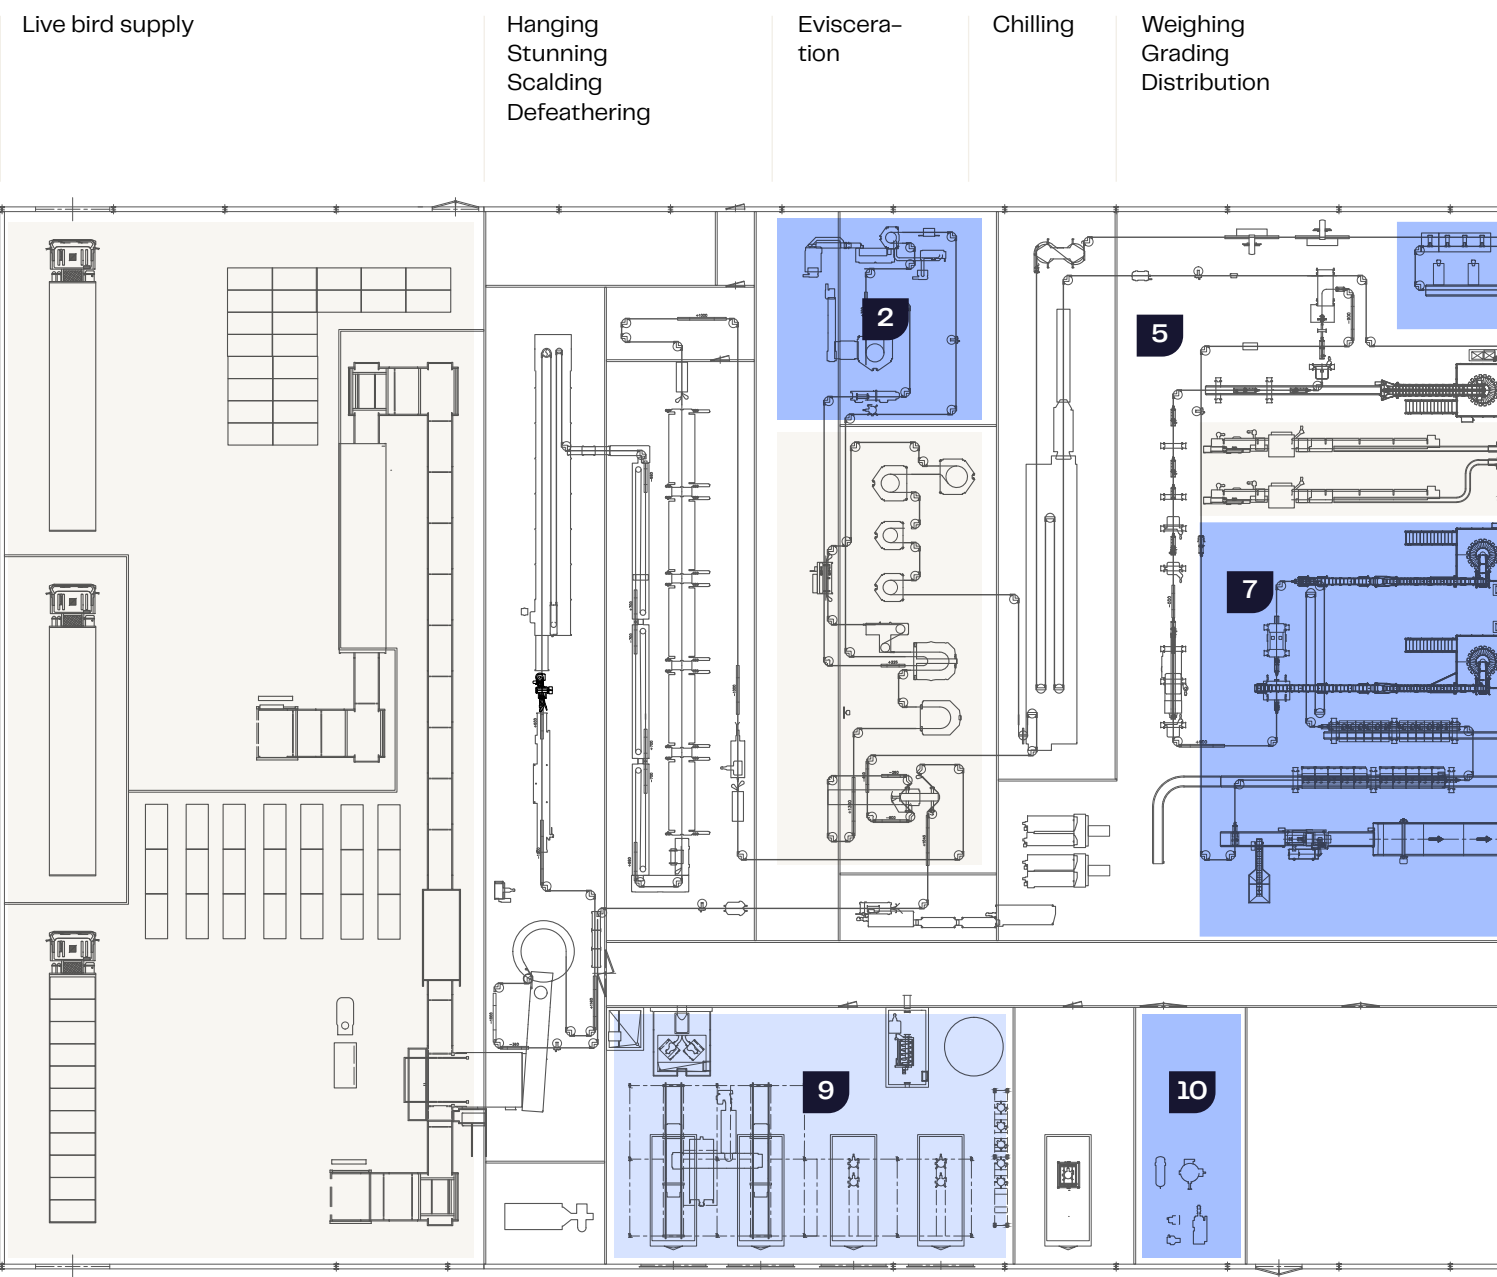 Live bird supply
Hanging
Stunning
Scalding
Defeathering
Eviscera-
tion
Chilling
Weighing
Grading
Distribution
2
5
7
9
10